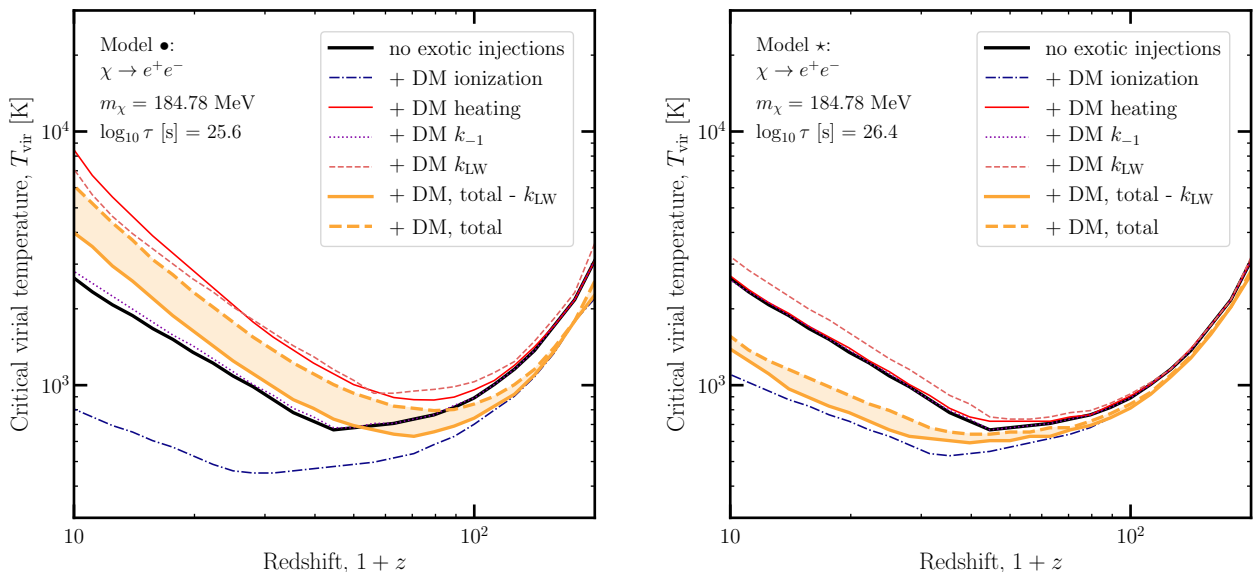 Critical virial temperature, T_vir [K]
10⁴
10³
Model ●:
χ → e⁺e⁻
m_χ = 184.78 MeV
log₁₀ τ [s] = 25.6
no exotic injections
+ DM ionization
+ DM heating
+ DM k₋₁
+ DM k_LW
+ DM, total - k_LW
+ DM, total
10
10²
Redshift, 1 + z
Critical virial temperature, T_vir [K]
10⁴
10³
Model ⋆:
χ → e⁺e⁻
m_χ = 184.78 MeV
log₁₀ τ [s] = 26.4
no exotic injections
+ DM ionization
+ DM heating
+ DM k₋₁
+ DM k_LW
+ DM, total - k_LW
+ DM, total
10
10²
Redshift, 1 + z